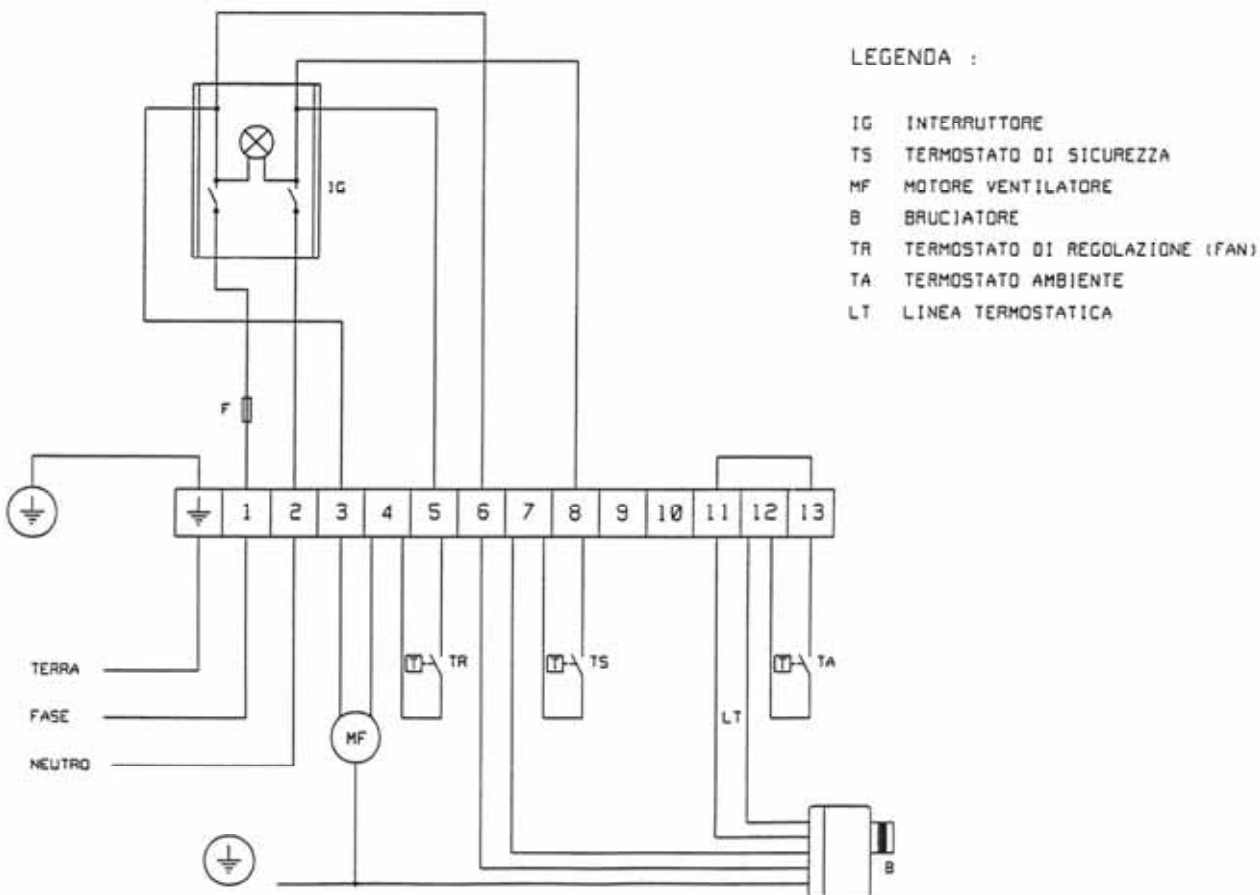 LEGENDA :
IG INTERRUTTORE
TS TERMOSTATO DI SICUREZZA
MF MOTORE VENTILATORE
B BRUCIATORE
TR TERMOSTATO DI REGOLAZIONE (FAN)
TA TERMOSTATO AMBIENTE
LT LINEA TERMOSTATICA
IG
F
1 2 3 4 5 6 7 8 9 10 11 12 13
T TR T TS T TA
TERRA
FASE
LT
MF
NEUTRO
B